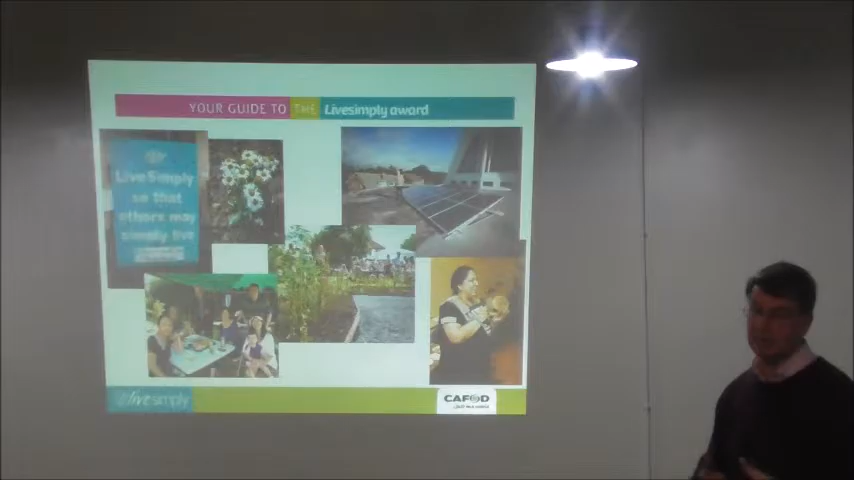 YOUR GUIDE TO THE Livesimply award
Live Simply
so that
others may
simply live
livesimply
CAFOD